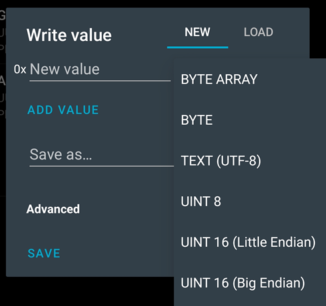 Write value
NEW
LOAD
0x New value
ADD VALUE
Save as...
Advanced
SAVE
BYTE ARRAY
BYTE
TEXT (UTF-8)
UINT 8
UINT 16 (Little Endian)
UINT 16 (Big Endian)